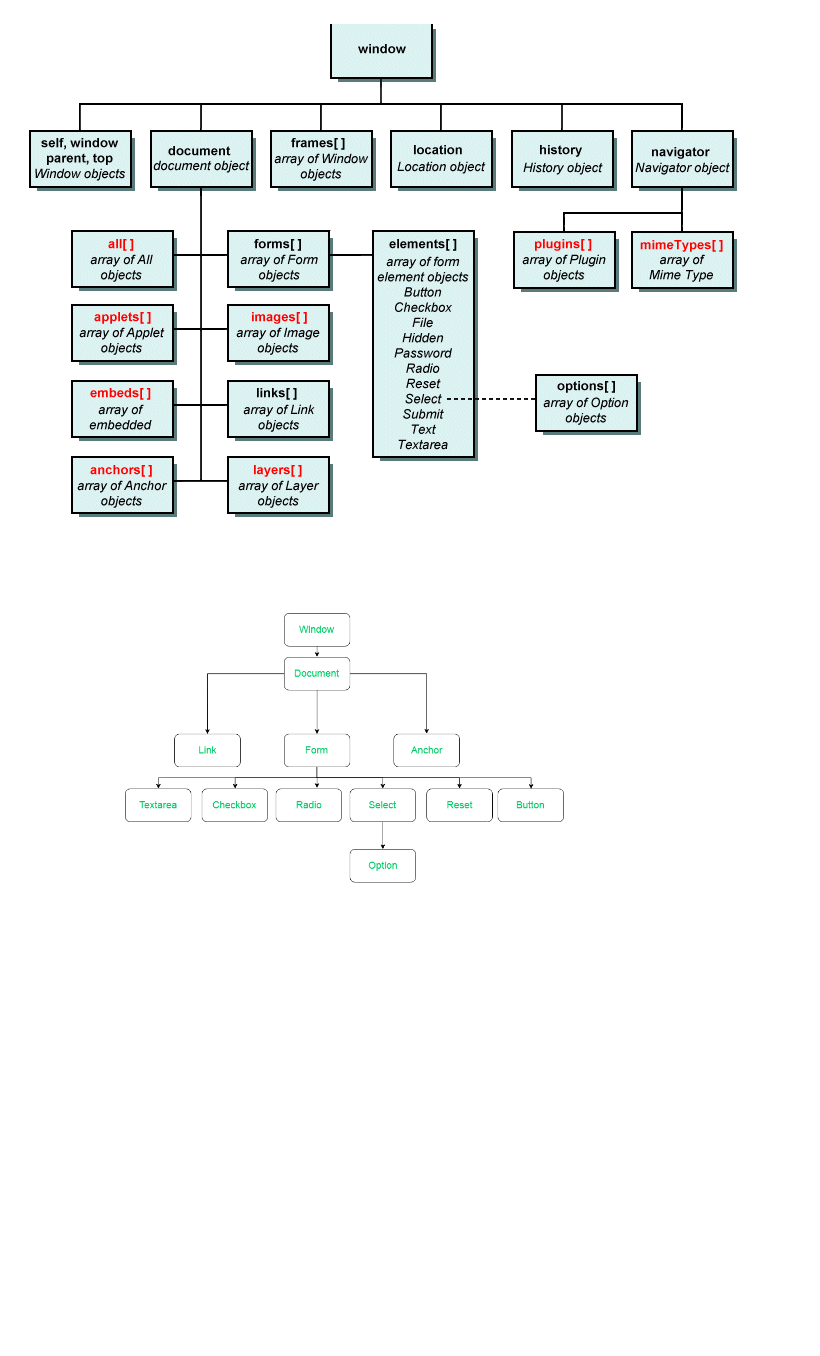 window
self, window
parent, top
Window objects
document
document object
frames[ ]
array of Window
objects
location
Location object
history
History object
navigator
Navigator object
all[ ]
array of All
objects
forms[ ]
array of Form
objects
elements[ ]
array of form
element objects
Button
Checkbox
File
Hidden
Password
Radio
Reset
Select
Submit
Text
Textarea
plugins[ ]
array of Plugin
objects
mimeTypes[ ]
array of
Mime Type
applets[ ]
array of Applet
objects
images[ ]
array of Image
objects
embeds[ ]
array of
embedded
links[ ]
array of Link
objects
options[ ]
array of Option
objects
anchors[ ]
array of Anchor
objects
layers[ ]
array of Layer
objects
Window
Document
Link
Form
Anchor
Textarea
Checkbox
Radio
Select
Reset
Button
Option